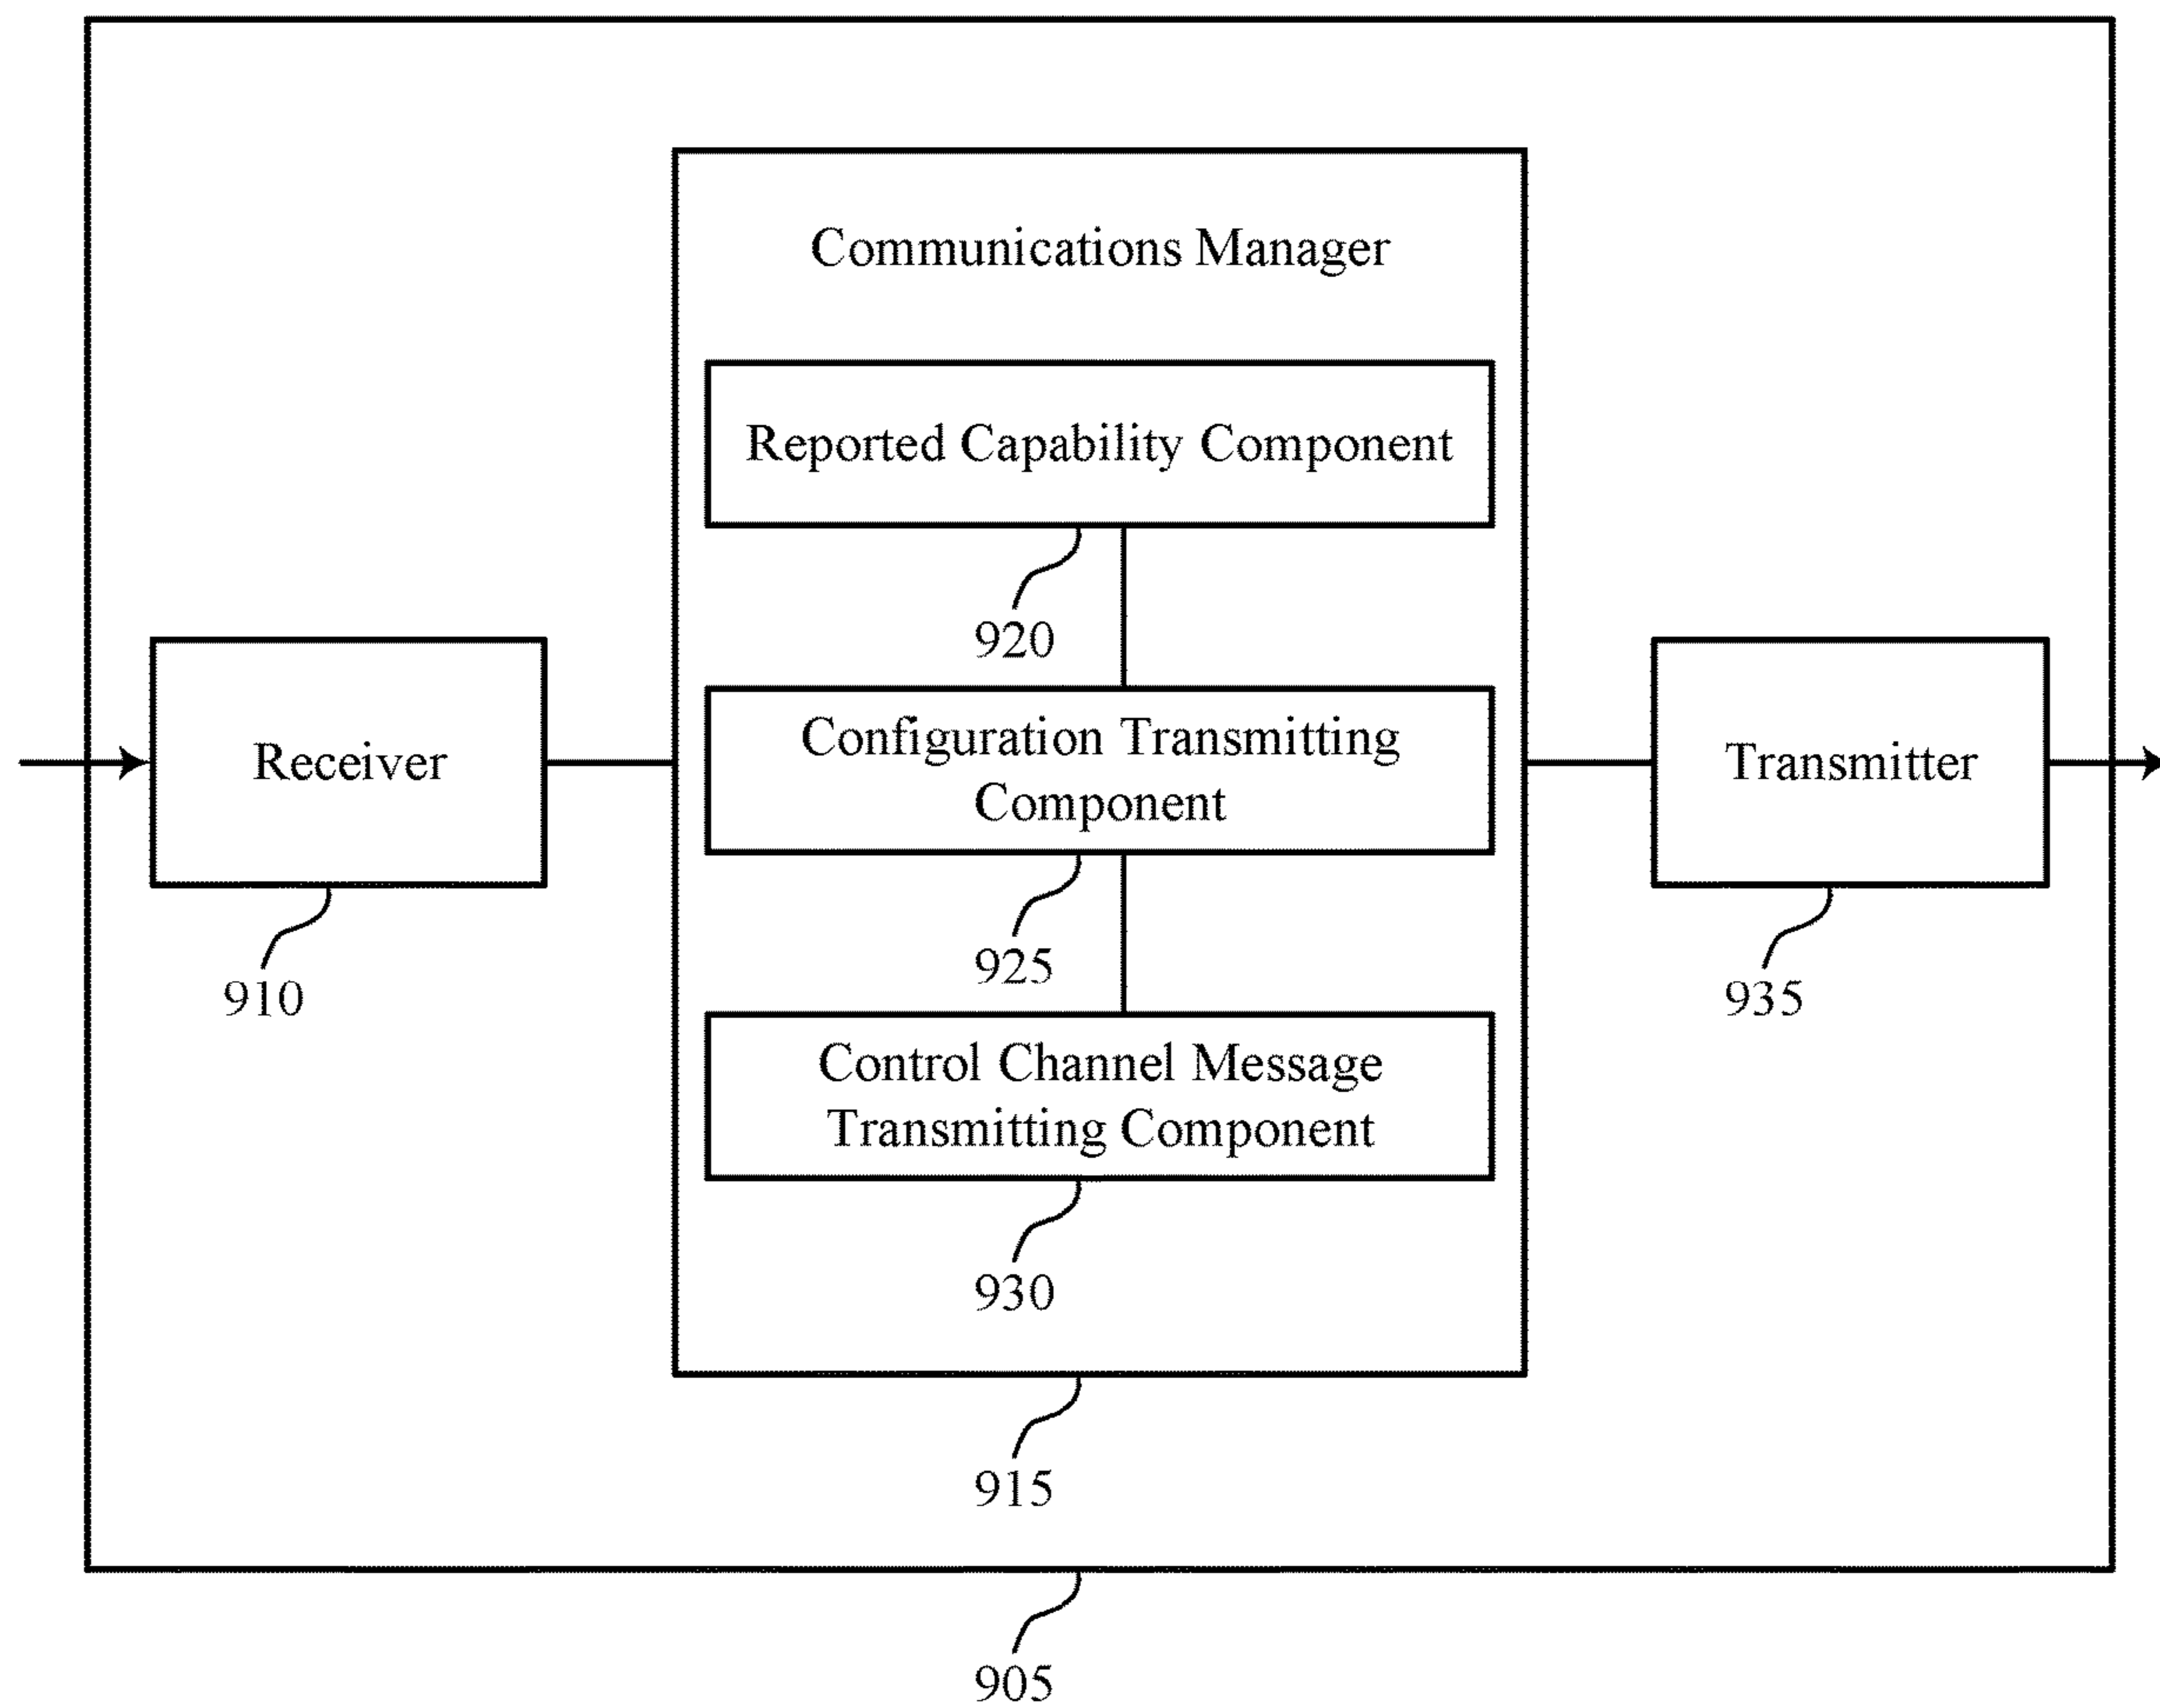 Communications Manager
Reported Capability Component
920
Receiver
910
Configuration Transmitting
Component
925
Transmitter
935
Control Channel Message
Transmitting Component
930
915
905